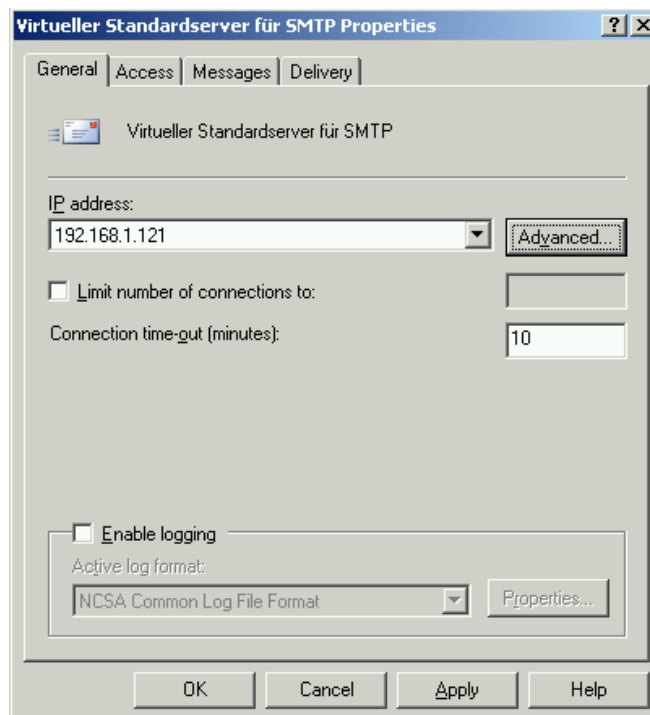 Virtueller Standardserver für SMTP Properties
General Access Messages Delivery
Virtueller Standardserver für SMTP
IP address:
192.168.1.121 Advanced...
Limit number of connections to:
Connection time-out (minutes): 10
Enable logging
Active log format:
NCSA Common Log File Format Properties...
OK Cancel Apply Help